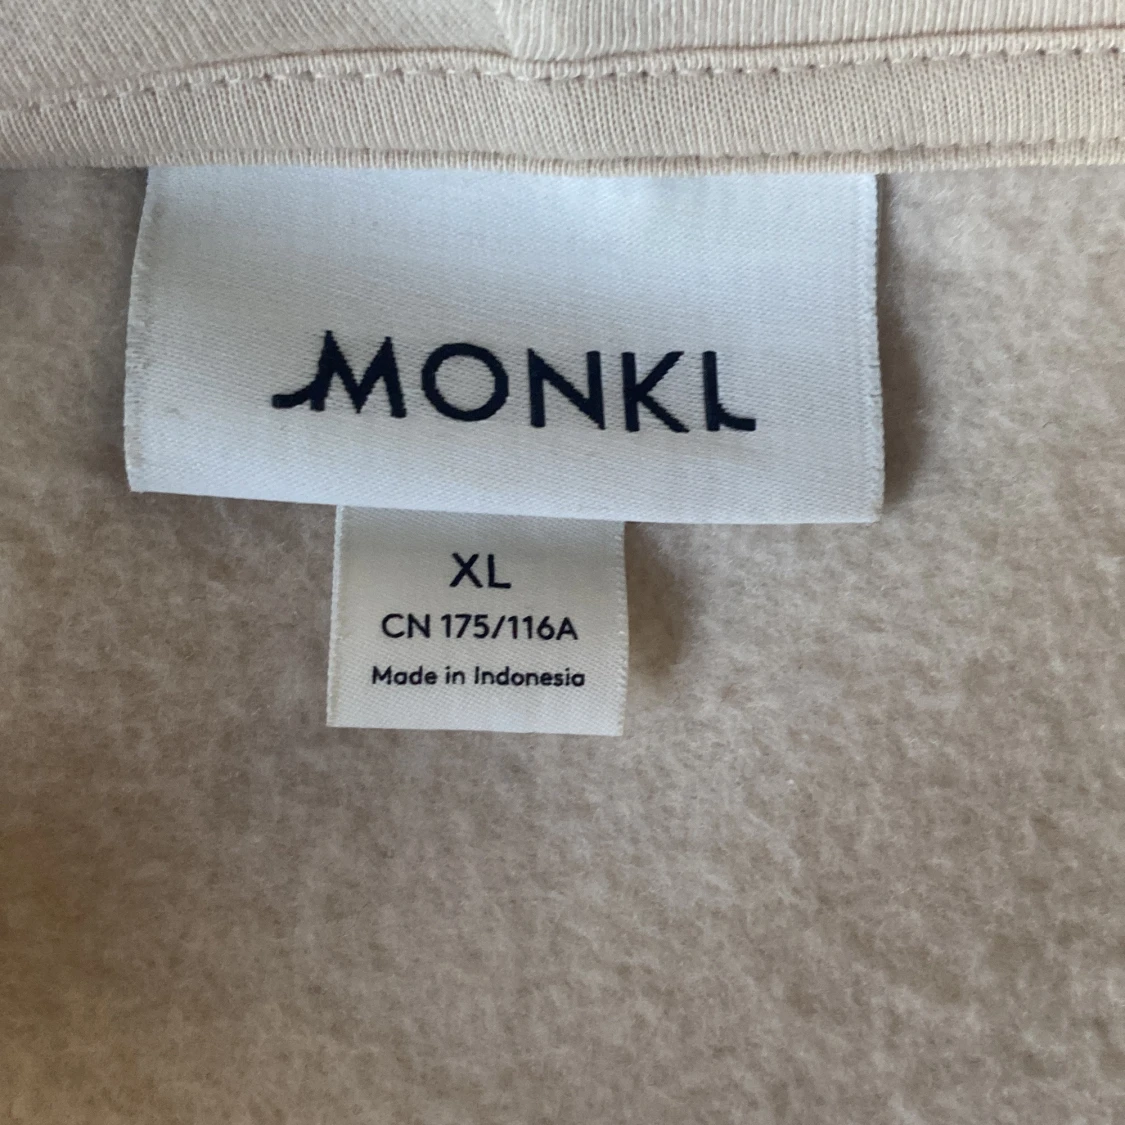 MONKL
XL
CN 175/116A
Made in Indonesia